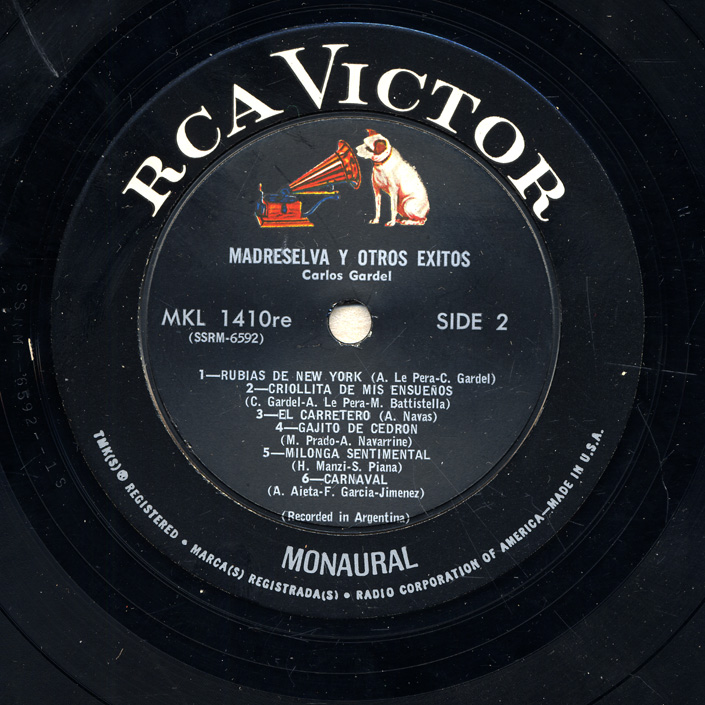 RCA VICTOR
MADRESELVA Y OTROS EXITOS
Carlos Gardel
MKL 1410re
(SSRM-6592)
SIDE 2
1—RUBIAS DE NEW YORK (A. Le Pera-C. Gardel)
2—CRIOLLITA DE MIS ENSUEÑOS
(C. Gardel-A. Le Pera-M. Battistella)
3—EL CARRETERO (A. Navas)
4—GAJITO DE CEDRON
(M. Prado-A. Navarrine)
5—MILONGA SENTIMENTAL
(H. Manzi-S. Piana)
6—CARNAVAL
(A. Aieta-F. Garcia-Jimenez)
(Recorded in Argentina)
MONAURAL
TMK(S) ® REGISTERED • MARCA(S) REGISTRADA(S) • RADIO CORPORATION OF AMERICA—MADE IN U.S.A.
SSRM-6592-